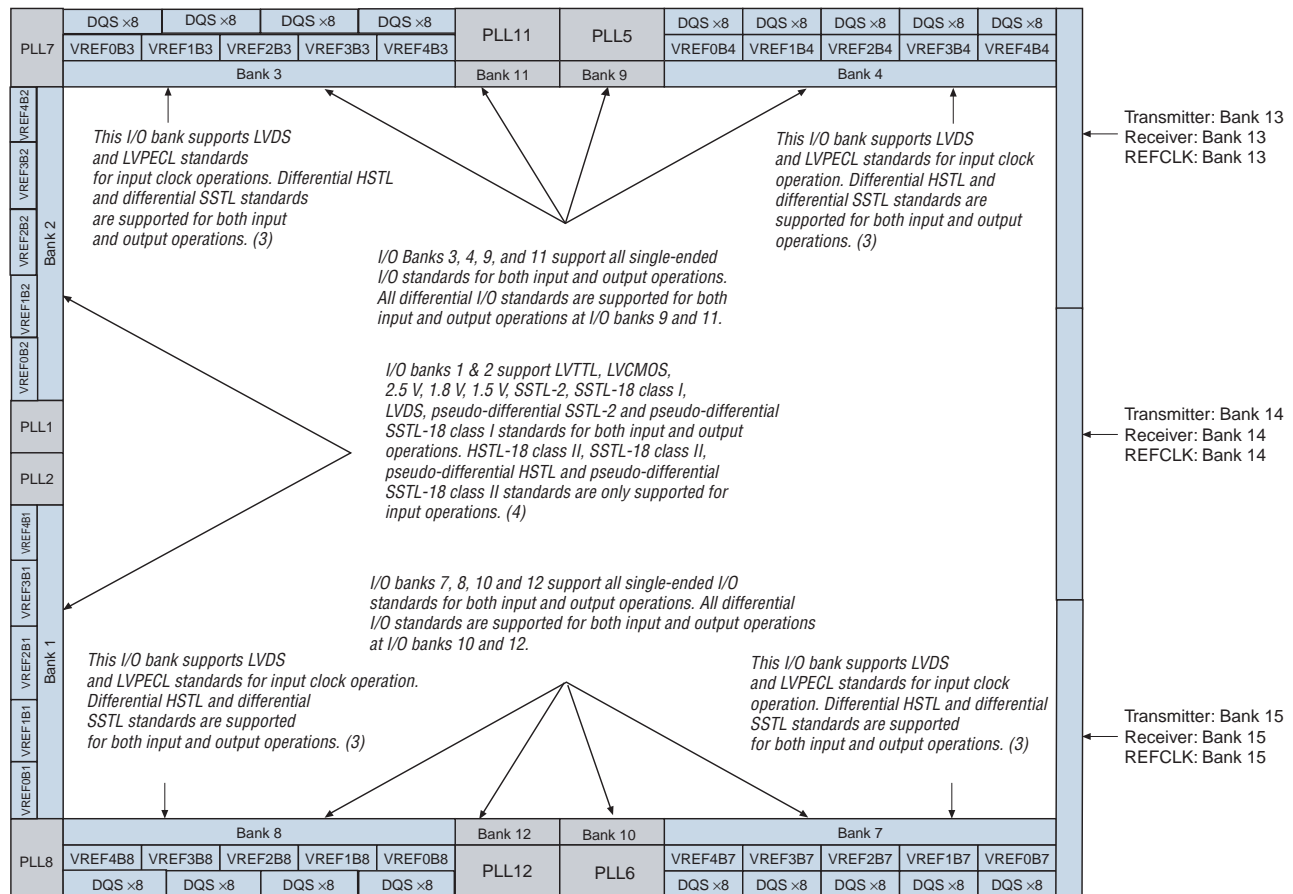 PLL7
DQS ×8 DQS ×8 DQS ×8 DQS ×8
VREF0B3 VREF1B3 VREF2B3 VREF3B3 VREF4B3
Bank 3
PLL11
Bank 11
PLL5
Bank 9
DQS ×8 DQS ×8 DQS ×8 DQS ×8 DQS ×8
VREF0B4 VREF1B4 VREF2B4 VREF3B4 VREF4B4
Bank 4
VREF4B2
VREF3B2
VREF2B2
VREF1B2
VREF0B2
Bank 2
This I/O bank supports LVDS
and LVPECL standards
for input clock operations. Differential HSTL
and differential SSTL standards
are supported for both input
and output operations. (3)
This I/O bank supports LVDS
and LVPECL standards for input clock
operation. Differential HSTL and
differential SSTL standards are
supported for both input and output
operations. (3)
Transmitter: Bank 13
Receiver: Bank 13
REFCLK: Bank 13
I/O Banks 3, 4, 9, and 11 support all single-ended
I/O standards for both input and output operations.
All differential I/O standards are supported for both
input and output operations at I/O banks 9 and 11.
I/O banks 1 & 2 support LVTTL, LVCMOS,
2.5 V, 1.8 V, 1.5 V, SSTL-2, SSTL-18 class I,
LVDS, pseudo-differential SSTL-2 and pseudo-differential
SSTL-18 class I standards for both input and output
operations. HSTL-18 class II, SSTL-18 class II,
pseudo-differential HSTL and pseudo-differential
SSTL-18 class II standards are only supported for
input operations. (4)
PLL1
PLL2
Transmitter: Bank 14
Receiver: Bank 14
REFCLK: Bank 14
VREF4B1
VREF3B1
VREF2B1
VREF1B1
VREF0B1
Bank 1
I/O banks 7, 8, 10 and 12 support all single-ended I/O
standards for both input and output operations. All differential
I/O standards are supported for both input and output operations
at I/O banks 10 and 12.
This I/O bank supports LVDS
and LVPECL standards for input clock operation.
Differential HSTL and differential
SSTL standards are supported
for both input and output operations. (3)
This I/O bank supports LVDS
and LVPECL standards for input clock
operation. Differential HSTL and differential
SSTL standards are supported
for both input and output operations. (3)
Transmitter: Bank 15
Receiver: Bank 15
REFCLK: Bank 15
PLL8
Bank 8
VREF4B8 VREF3B8 VREF2B8 VREF1B8 VREF0B8
DQS ×8 DQS ×8 DQS ×8 DQS ×8
Bank 12
PLL12
Bank 10
PLL6
Bank 7
VREF4B7 VREF3B7 VREF2B7 VREF1B7 VREF0B7
DQS ×8 DQS ×8 DQS ×8 DQS ×8 DQS ×8